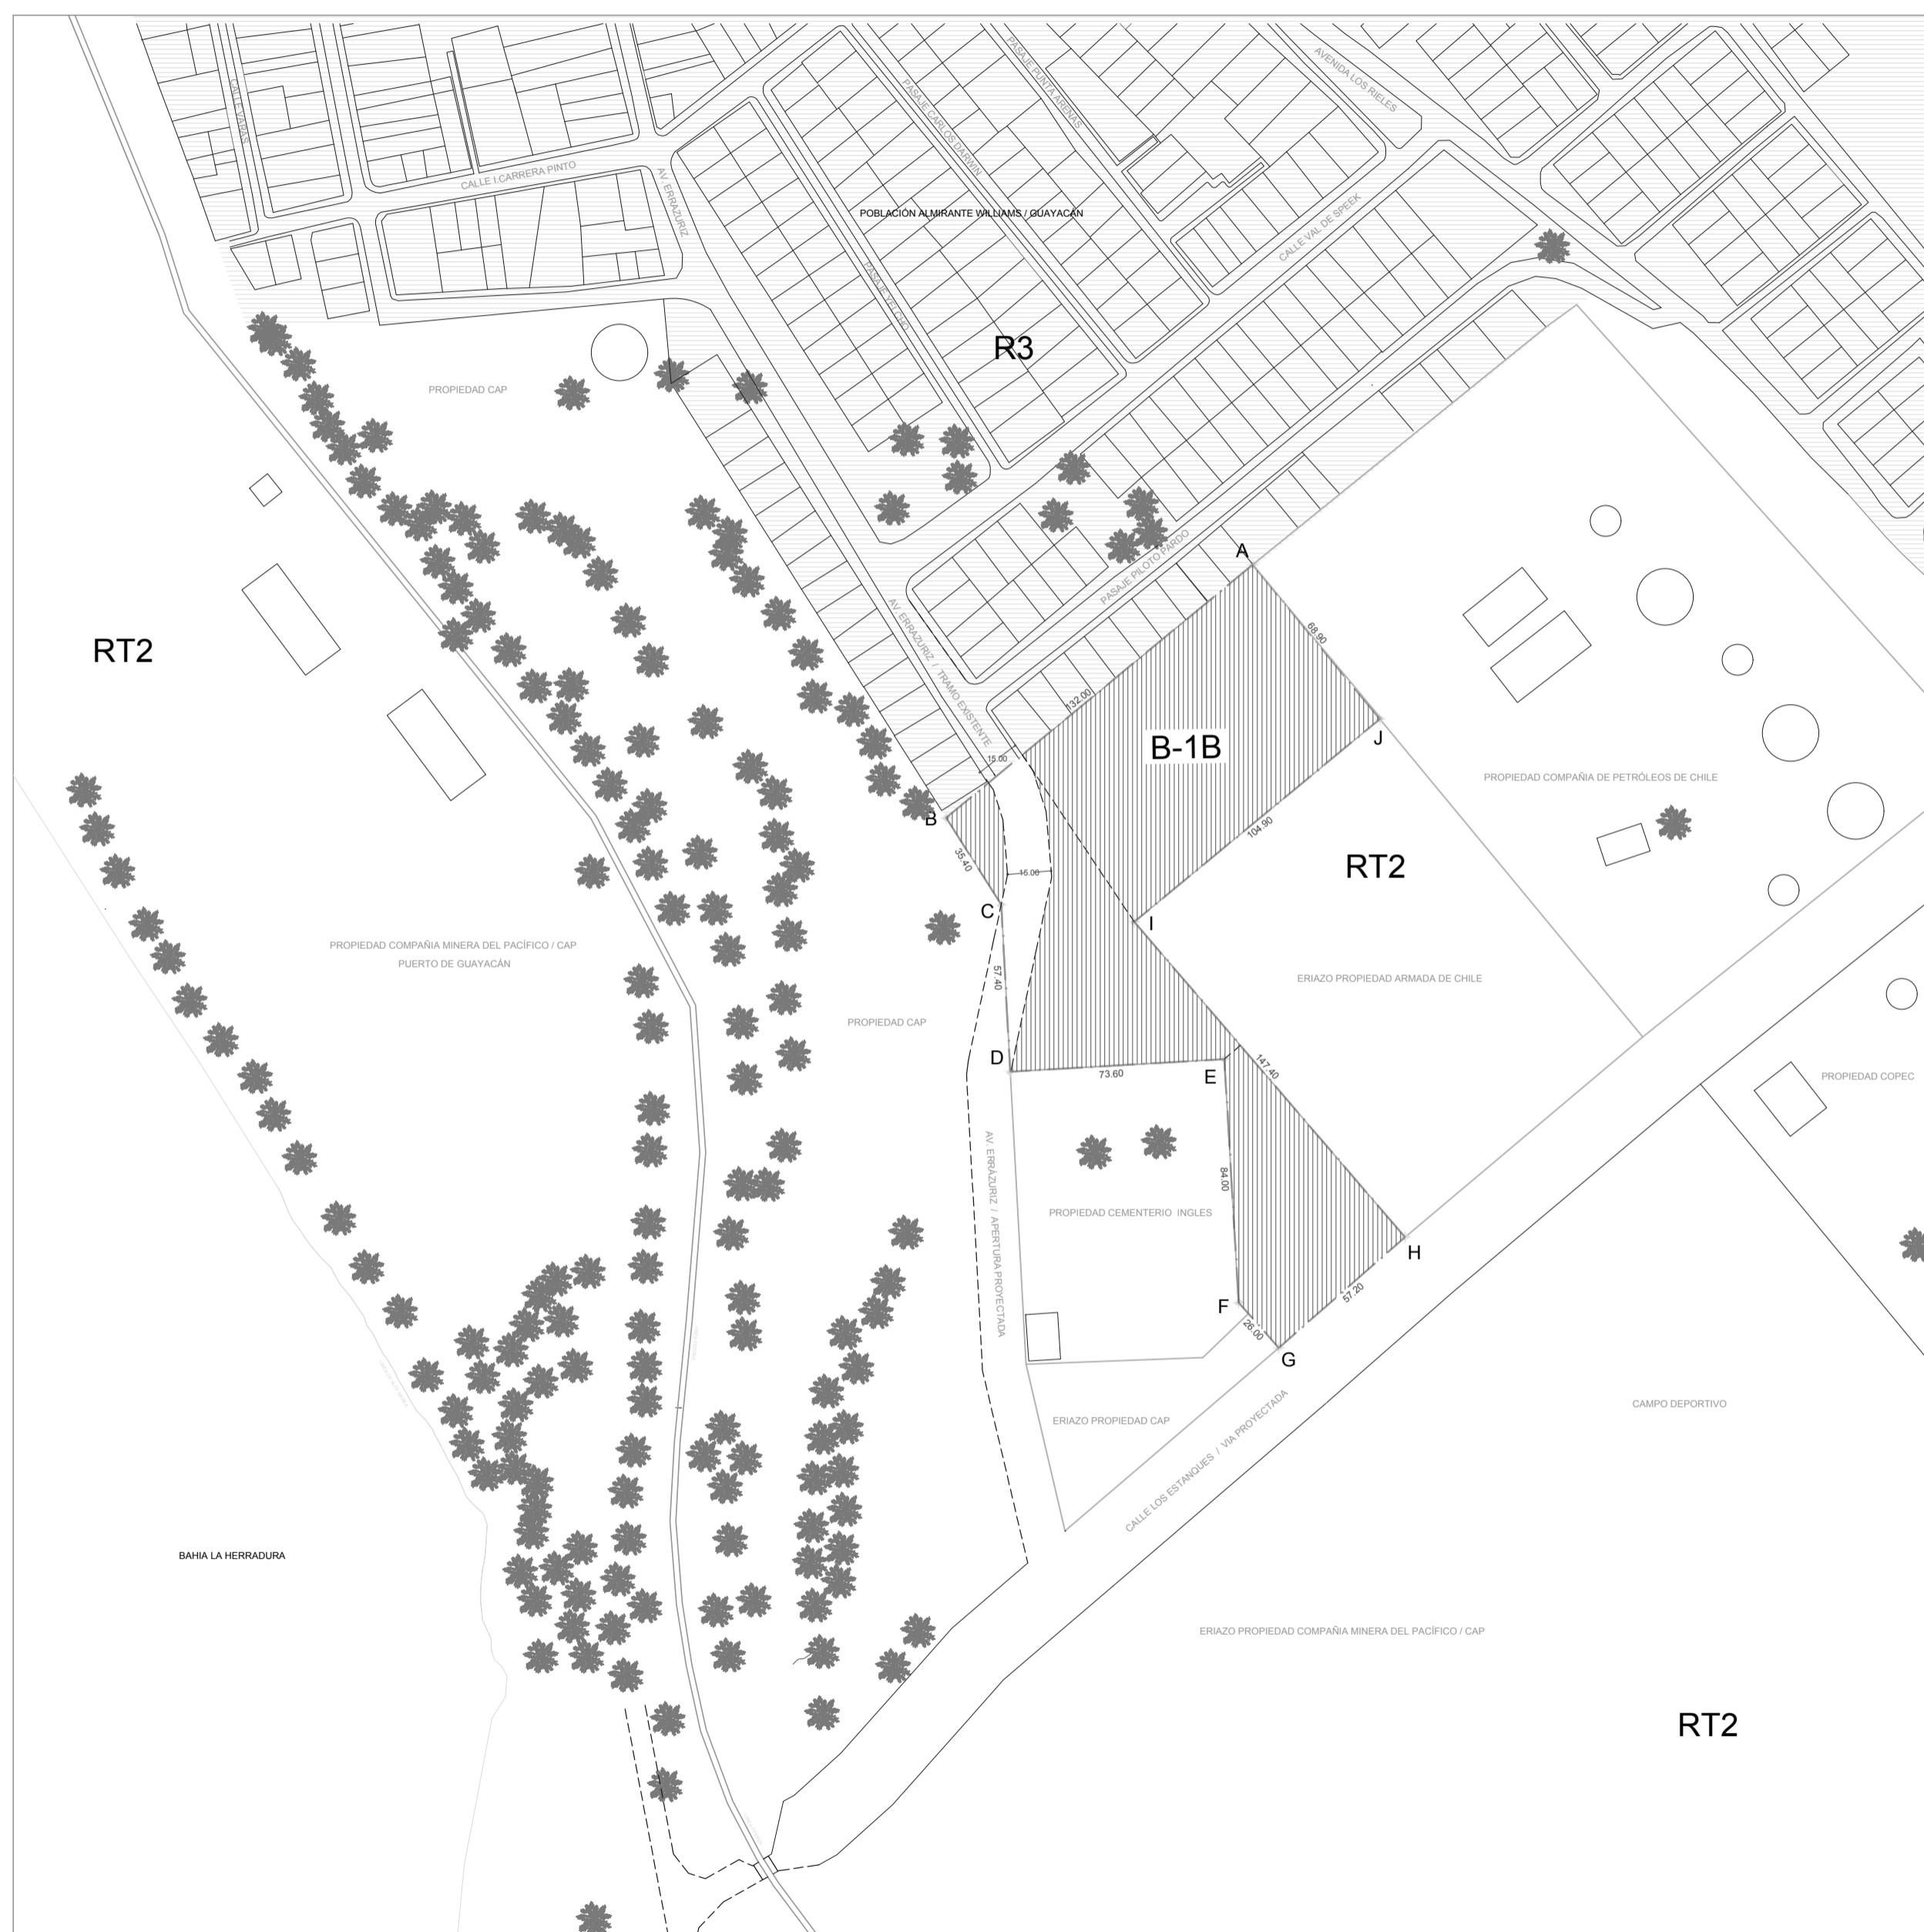 CALLE VARAS
CALLE I.CARRERA PINTO
AV. ERRAZURIZ
PASAJE CARLOS DARWIN
PASAJE PUNTA ARENAS
AVENIDA LOS RIELES
POBLACIÓN ALMIRANTE WILLIAMS / GUAYACÁN
CALLE VAL DE SPEEK
PASAJE YELCHO
R3
PROPIEDAD CAP
PASAJE PILOTO PARDO
A
68.90
AV. ERRAZURIZ / TRAMO EXISTENTE
RT2
132.00
B-1B
J
15.00
PROPIEDAD COMPAÑIA DE PETRÓLEOS DE CHILE
B
104.90
35.40
RT2
15.00
C
I
PROPIEDAD COMPAÑIA MINERA DEL PACÍFICO / CAP
PUERTO DE GUAYACÁN
57.40
ERIAZO PROPIEDAD ARMADA DE CHILE
PROPIEDAD CAP
D
73.60
E
147.40
PROPIEDAD COPEC
84.00
AV. ERRÁZURIZ / APERTURA PROYECTADA
PROPIEDAD CEMENTERIO INGLES
H
F
57.20
26.00
G
ERIAZO PROPIEDAD CAP
CAMPO DEPORTIVO
CALLE LOS ESTANQUES / VIA PROYECTADA
BAHIA LA HERRADURA
ERIAZO PROPIEDAD COMPAÑIA MINERA DEL PACÍFICO / CAP
RT2